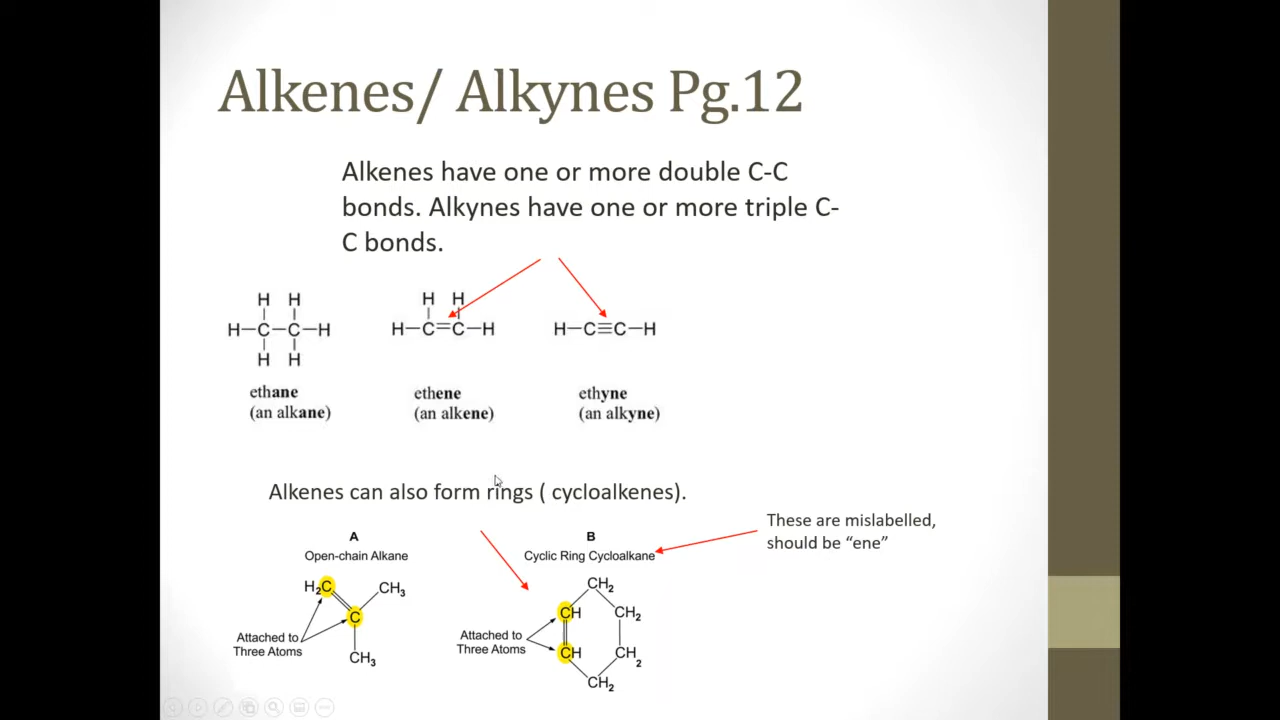 Alkenes/ Alkynes Pg.12
Alkenes have one or more double C-C
bonds. Alkynes have one or more triple C-
C bonds.
H H
H–C–C–H
H H
ethane
(an alkane)
H H
H–C=C–H
ethene
(an alkene)
H–C≡C–H
ethyne
(an alkyne)
Alkenes can also form rings ( cycloalkenes).
These are mislabelled,
should be “ene”
A
Open-chain Alkane
H₂C
CH₃
C
Attached to
Three Atoms
CH₃
B
Cyclic Ring Cycloalkane
CH₂
CH
CH₂
Attached to
Three Atoms
CH
CH₂
CH₂